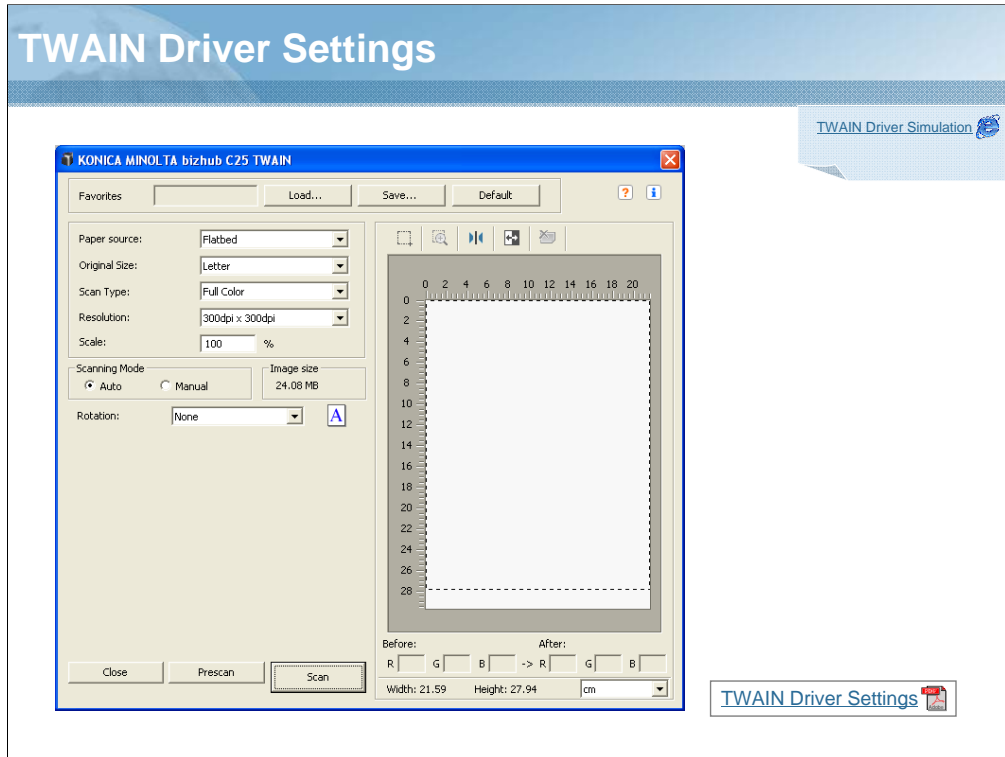 TWAIN Driver Settings
TWAIN Driver Simulation
KONICA MINOLTA bizhub C25 TWAIN
Favorites Load... Save... Default
Paper source: Flatbed
Original Size: Letter
Scan Type: Full Color
Resolution: 300dpi x 300dpi
Scale: 100 %
Scanning Mode Image size
Auto Manual 24.08 MB
Rotation: None A
0 2 4 6 8 10 12 14 16 18 20
0
2
4
6
8
10
12
14
16
18
20
22
24
26
28
Before: After:
R G B -> R G B
Width: 21.59 Height: 27.94 cm
Close Prescan Scan
TWAIN Driver Settings